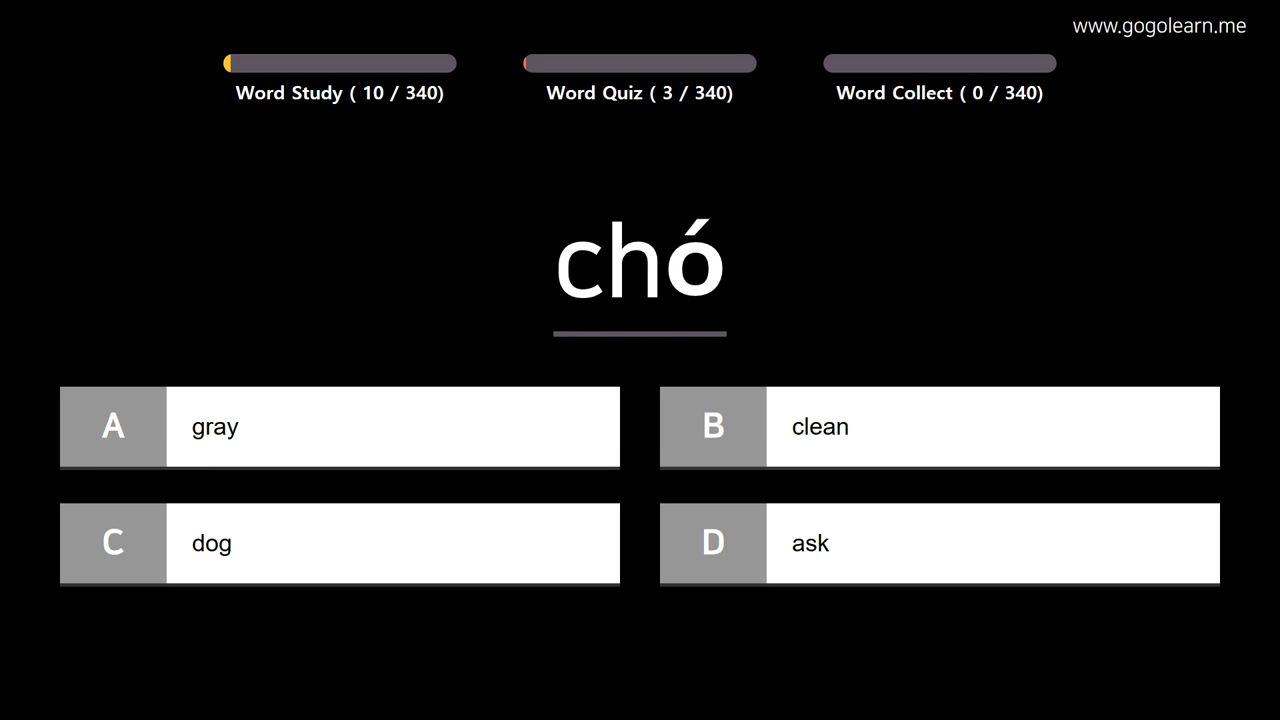 www.gogolearn.me
Word Study ( 10 / 340)
Word Quiz ( 3 / 340)
Word Collect ( 0 / 340)
chó
A gray
B clean
C dog
D ask